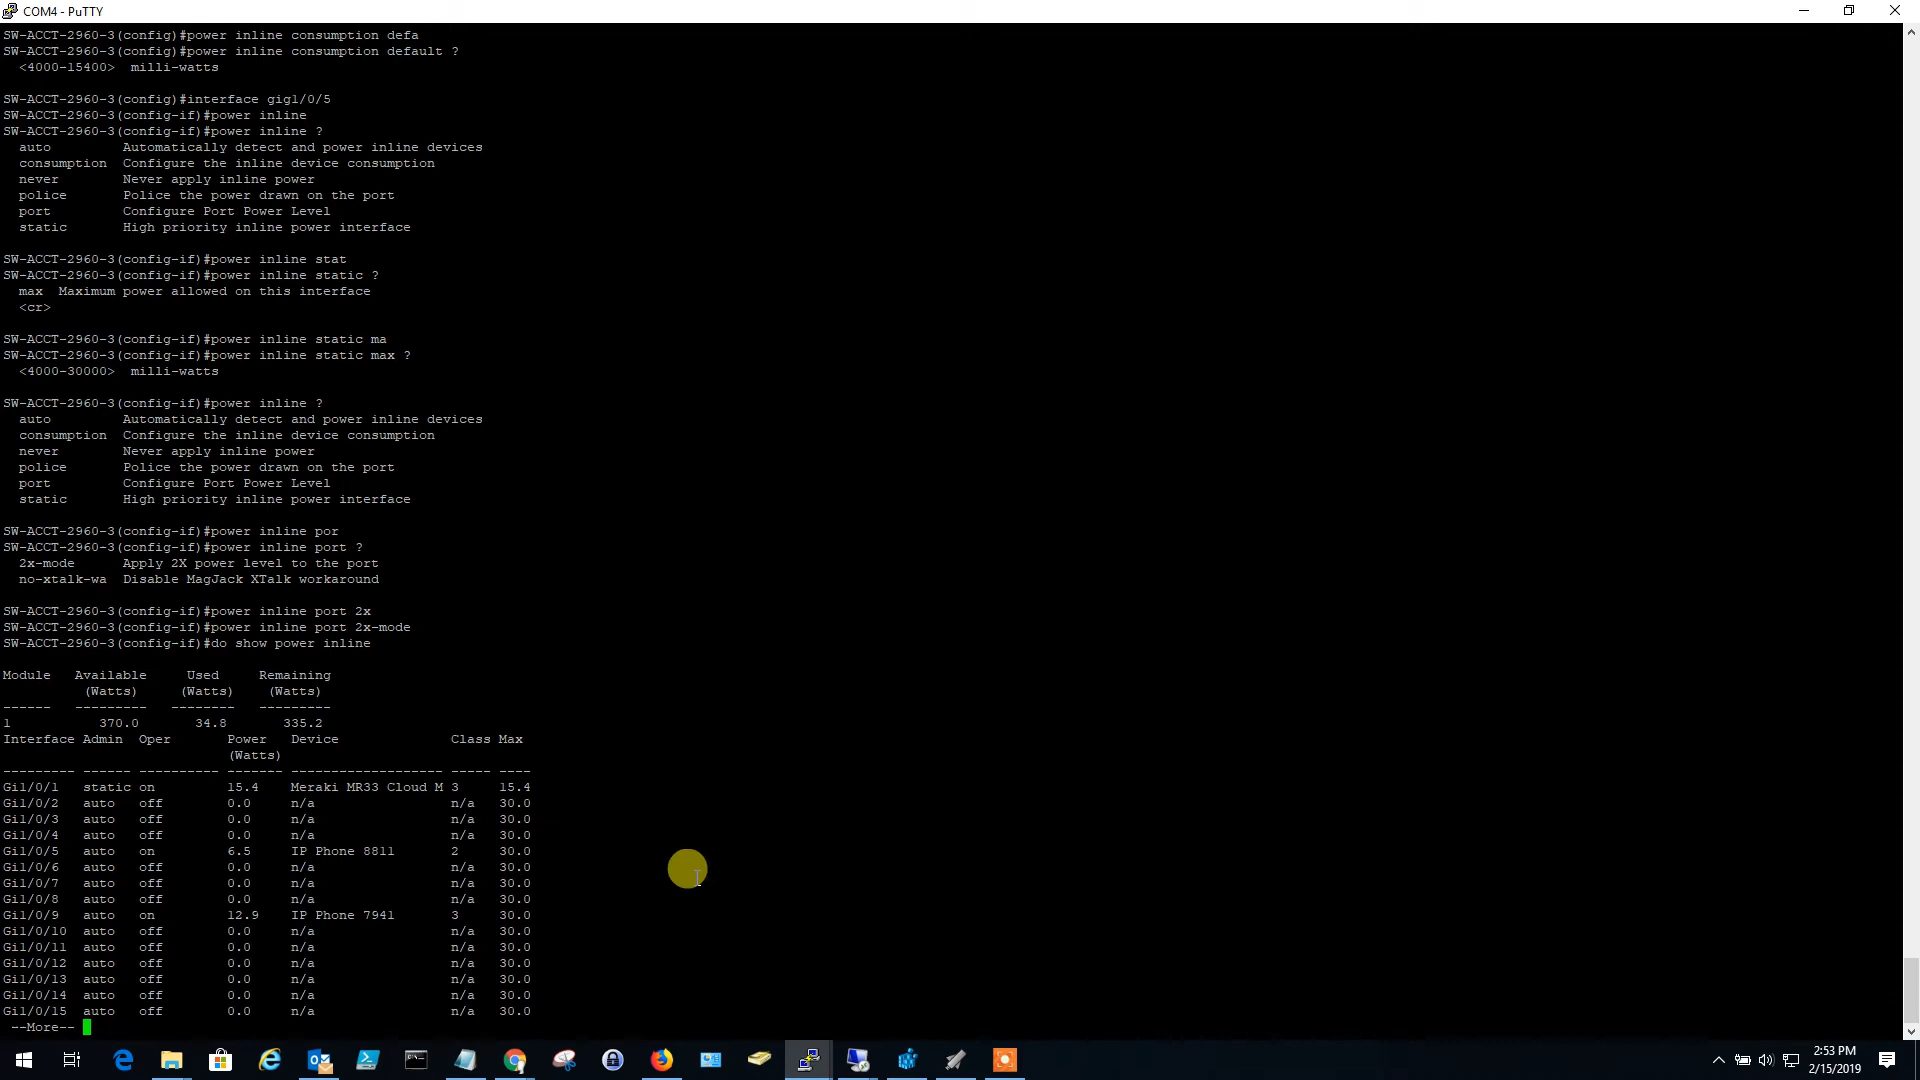 COM4 - PuTTY
SW-ACCT-2960-3(config)#power inline consumption defa
SW-ACCT-2960-3(config)#power inline consumption default ?
  <4000-15400>  milli-watts

SW-ACCT-2960-3(config)#interface gig1/0/5
SW-ACCT-2960-3(config-if)#power inline
SW-ACCT-2960-3(config-if)#power inline ?
  auto         Automatically detect and power inline devices
  consumption  Configure the inline device consumption
  never        Never apply inline power
  police       Police the power drawn on the port
  port         Configure Port Power Level
  static       High priority inline power interface

SW-ACCT-2960-3(config-if)#power inline stat
SW-ACCT-2960-3(config-if)#power inline static ?
  max  Maximum power allowed on this interface
  <cr>

SW-ACCT-2960-3(config-if)#power inline static ma
SW-ACCT-2960-3(config-if)#power inline static max ?
  <4000-30000>  milli-watts

SW-ACCT-2960-3(config-if)#power inline ?
  auto         Automatically detect and power inline devices
  consumption  Configure the inline device consumption
  never        Never apply inline power
  police       Police the power drawn on the port
  port         Configure Port Power Level
  static       High priority inline power interface

SW-ACCT-2960-3(config-if)#power inline por
SW-ACCT-2960-3(config-if)#power inline port ?
  2x-mode      Apply 2X power level to the port
  no-xtalk-wa  Disable MagJack XTalk workaround

SW-ACCT-2960-3(config-if)#power inline port 2x
SW-ACCT-2960-3(config-if)#power inline port 2x-mode
SW-ACCT-2960-3(config-if)#do show power inline

Module   Available     Used     Remaining
          (Watts)     (Watts)    (Watts)
------   ---------   --------   ---------
1           370.0       34.8       335.2
Interface Admin  Oper       Power   Device              Class Max
                            (Watts)
--------- ------ ---------- ------- ------------------- ----- ----
Gi1/0/1   static on         15.4    Meraki MR33 Cloud M 3     15.4
Gi1/0/2   auto   off        0.0     n/a                 n/a   30.0
Gi1/0/3   auto   off        0.0     n/a                 n/a   30.0
Gi1/0/4   auto   off        0.0     n/a                 n/a   30.0
Gi1/0/5   auto   on         6.5     IP Phone 8811       2     30.0
Gi1/0/6   auto   off        0.0     n/a                 n/a   30.0
Gi1/0/7   auto   off        0.0     n/a                 n/a   30.0
Gi1/0/8   auto   off        0.0     n/a                 n/a   30.0
Gi1/0/9   auto   on         12.9    IP Phone 7941       3     30.0
Gi1/0/10  auto   off        0.0     n/a                 n/a   30.0
Gi1/0/11  auto   off        0.0     n/a                 n/a   30.0
Gi1/0/12  auto   off        0.0     n/a                 n/a   30.0
Gi1/0/13  auto   off        0.0     n/a                 n/a   30.0
Gi1/0/14  auto   off        0.0     n/a                 n/a   30.0
Gi1/0/15  auto   off        0.0     n/a                 n/a   30.0
 --More--
2:53 PM
2/15/2019